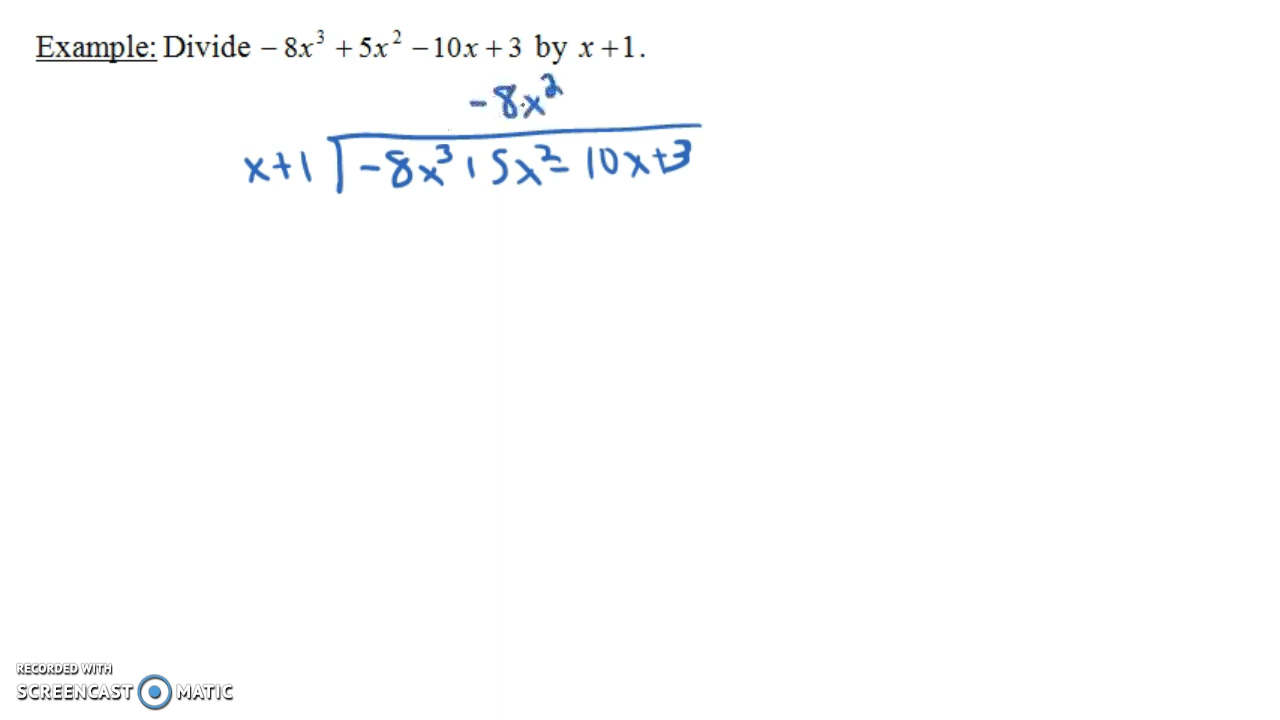 Example: Divide −8x³ + 5x² − 10x + 3 by x + 1.
-8x²
x+1 -8x³+5x²-10x+3
RECORDED WITH
SCREENCAST MATIC